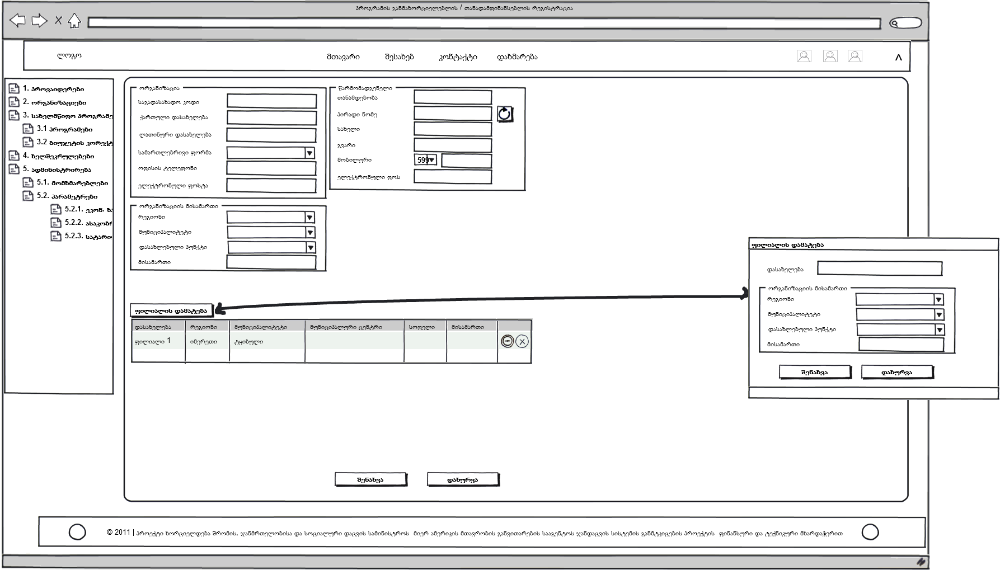 პროგრამის განმახორციელებლის / თანადამფინანსებლის რეგისტრაცია
ლოგო
მთავარი შესახებ კონტაქტი დახმარება
1. პროვაიდერები
2. ორგანიზაციები
3. სახელმწიფო პროგრამე
3.1 პროგრამები
3.2 ბიუჯეტის კორექტ
4. ხელშეკრულებები
5. ადმინისტრირება
5.1. მომხმარებლები
5.2. პარამეტრები
5.2.1. ეკონ.
5.2.2. ასაკობრ
5.2.3. სატარი
ორგანიზაცია
საგადასახადო კოდი
ქართული დასახელება
ლათინური დასახელება
სამართლებრივი ფორმა
ოფისის ტელეფონი
ელექტრონული ფოსტა
წარმომადგენელი
თანამდებობა
პირადი ნომე
სახელი
გვარი
მობილური 599
ელექტრონული ფოს
ორგანიზაციის მისამართი
რეგიონი
მუნიციპალიტეტი
დასახლებული პუნქტი
მისამართი
ფილიალის დამატება
დასახელება რეგიონი მუნიციპალიტეტი მუნიციპალური ცენტრი სოფელი მისამართი
ფილიალი 1 იმერეთი ტყიბული
შენახვა დახურვა
ფილიალის დამატება
დასახელება
ორგანიზაციის მისამართი
რეგიონი
მუნიციპალიტეტი
დასახლებული პუნქტი
მისამართი
შენახვა დახურვა
© 2011 | პროექტი ხორციელდება შრომის, ჯანმრთელობისა და სოციალური დაცვის სამინისტროს მიერ ამერიკის მთავრობის განვითარების სააგენტოს ჯანდაცვის სისტემის განმტკიცების პროექტის ფინანსური და ტექნიკური მხარდაჭერით